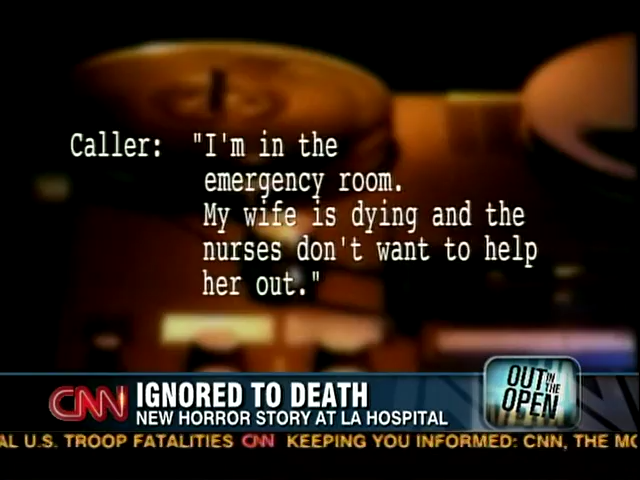 Caller: "I'm in the
emergency room.
My wife is dying and the
nurses don't want to help
her out."
CNN IGNORED TO DEATH
NEW HORROR STORY AT LA HOSPITAL
OUT IN THE OPEN
AL U.S. TROOP FATALITIES CNN KEEPING YOU INFORMED: CNN, THE MO